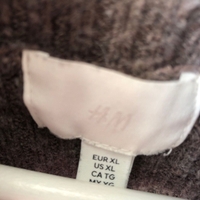 H&M
EUR XL
US XL
CA TG
MX XG